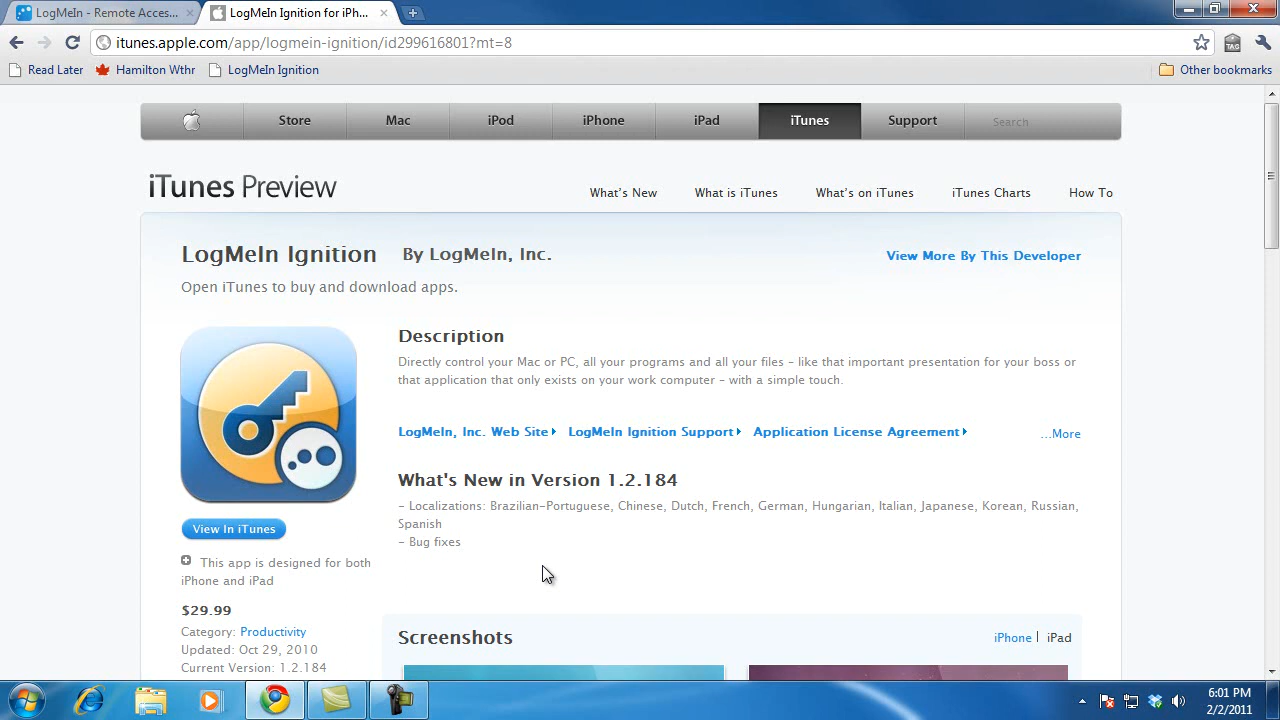 LogMeIn - Remote Acces...
LogMeIn Ignition for iPh...
itunes.apple.com/app/logmein-ignition/id299616801?mt=8
TAG
Read Later
Hamilton Wthr
LogMeIn Ignition
Other bookmarks
Store
Mac
iPod
iPhone
iPad
iTunes
Support
Search
iTunes Preview
What's New
What is iTunes
What's on iTunes
iTunes Charts
How To
LogMeIn Ignition
By LogMeIn, Inc.
View More By This Developer
Open iTunes to buy and download apps.
Description
Directly control your Mac or PC, all your programs and all your files – like that important presentation for your boss or
that application that only exists on your work computer – with a simple touch.
LogMeIn, Inc. Web Site
LogMeIn Ignition Support
Application License Agreement
...More
What's New in Version 1.2.184
- Localizations: Brazilian-Portuguese, Chinese, Dutch, French, German, Hungarian, Italian, Japanese, Korean, Russian,
Spanish
- Bug fixes
View In iTunes
This app is designed for both
iPhone and iPad
$29.99
Category: Productivity
Updated: Oct 29, 2010
Current Version: 1.2.184
Screenshots
iPhone | iPad
6:01 PM
2/2/2011